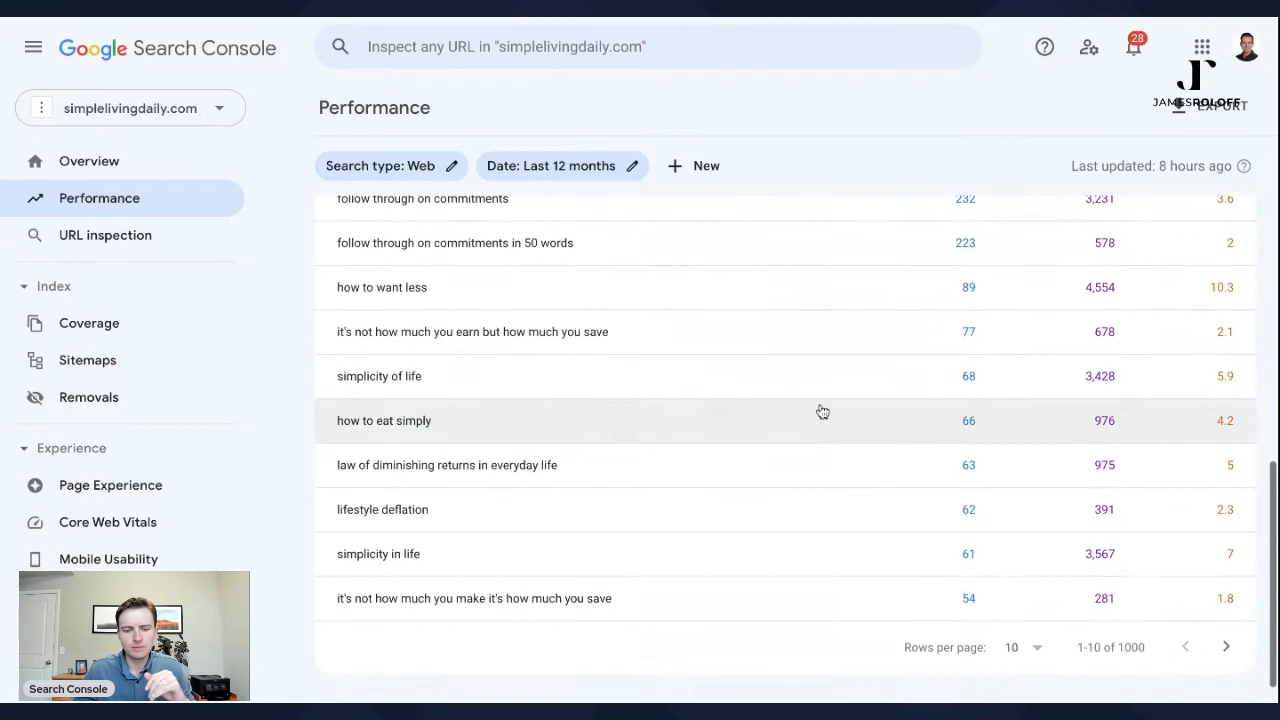 Google Search Console
Inspect any URL in "simplelivingdaily.com"
28
simplelivingdaily.com
Performance
JAMESROLOFF
EXPORT
Search type: Web
Date: Last 12 months
New
Last updated: 8 hours ago
Overview
Performance
URL inspection
Index
Coverage
Sitemaps
Removals
Experience
Page Experience
Core Web Vitals
Mobile Usability
follow through on commitments 232 3,231 3.6
follow through on commitments in 50 words 223 578 2
how to want less 89 4,554 10.3
it's not how much you earn but how much you save 77 678 2.1
simplicity of life 68 3,428 5.9
how to eat simply 66 976 4.2
law of diminishing returns in everyday life 63 975 5
lifestyle deflation 62 391 2.3
simplicity in life 61 3,567 7
it's not how much you make it's how much you save 54 281 1.8
Rows per page: 10 1-10 of 1000
Search Console